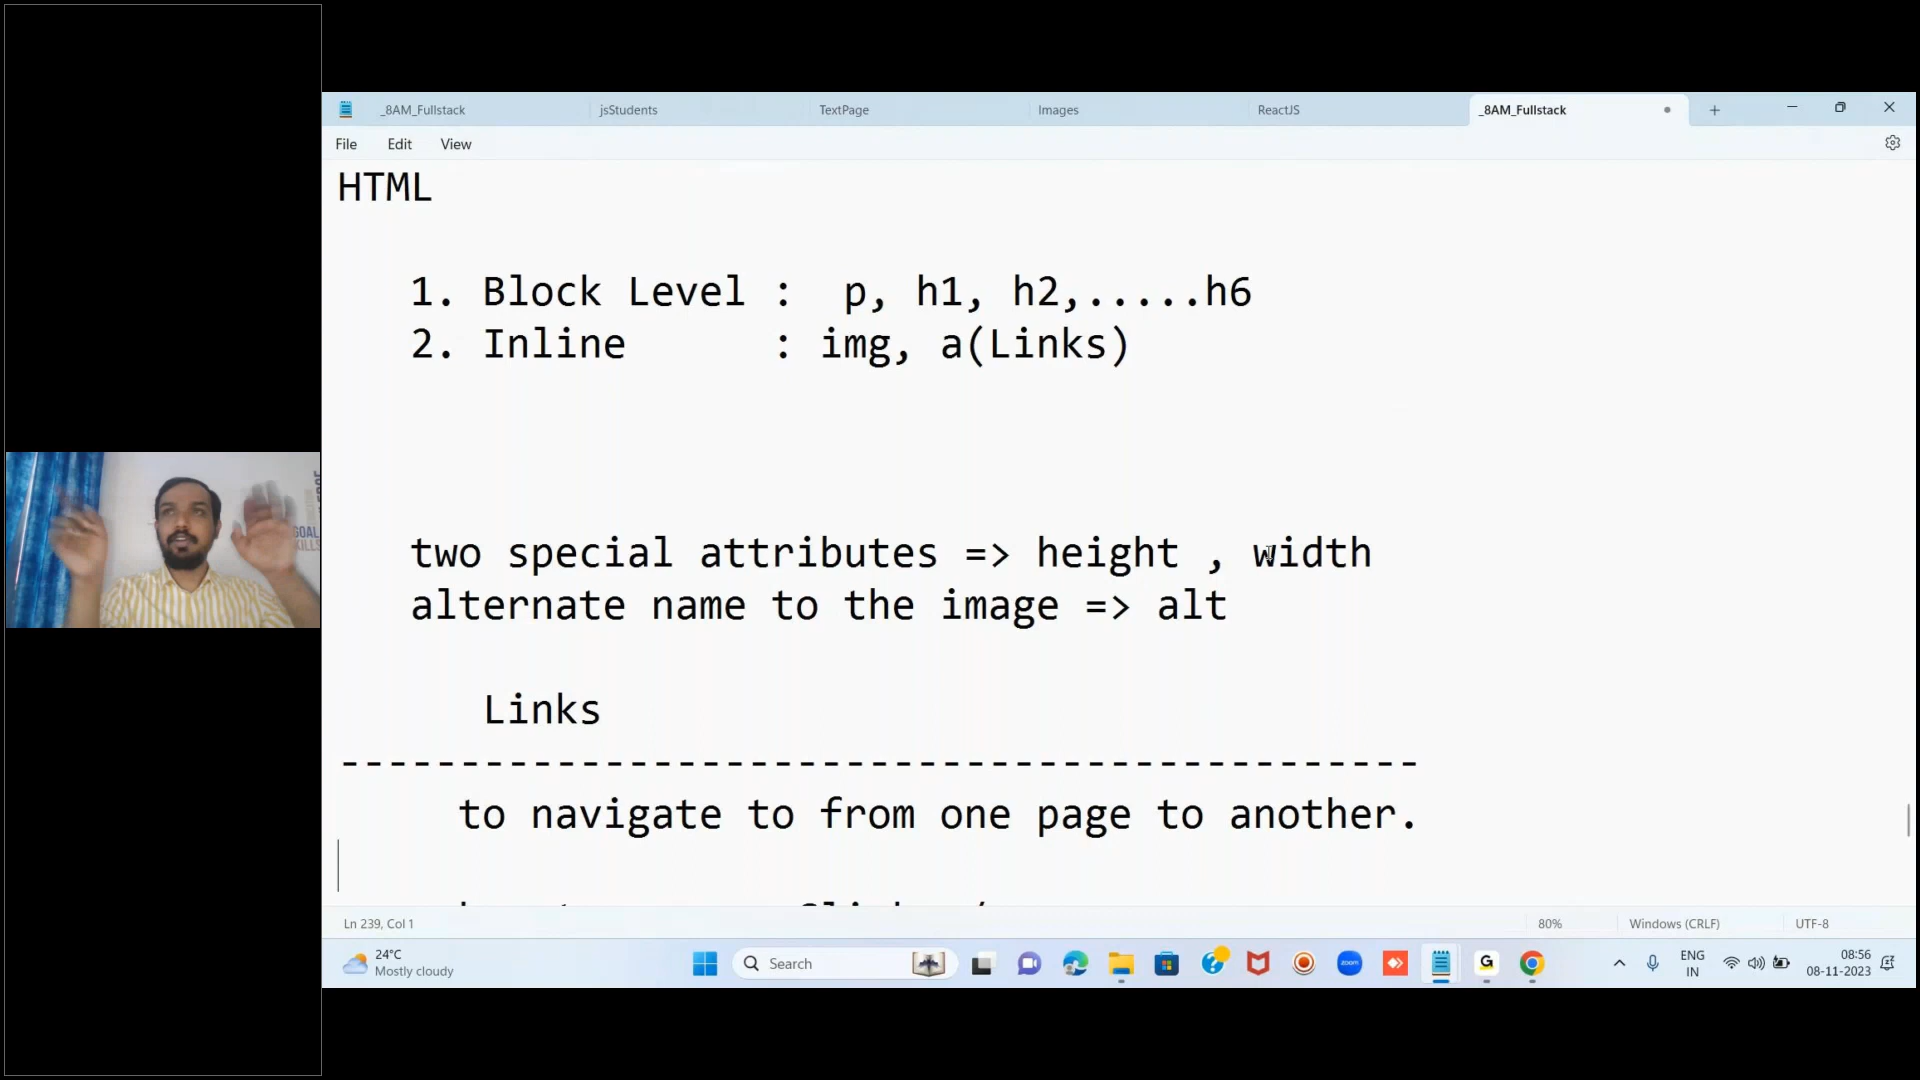 _8AM_Fullstack jsStudents TextPage Images ReactJS _8AM_Fullstack
File Edit View
HTML
1. Block Level : p, h1, h2,.....h6
2. Inline : img, a(Links)
two special attributes => height , width
alternate name to the image => alt
Links
---------------------------------------------
to navigate to from one page to another.
GOAL
SKILLS
Ln 239, Col 1 80% Windows (CRLF) UTF-8
24°C
Mostly cloudy
Search
zoom
G
ENG
IN
08:56
08-11-2023